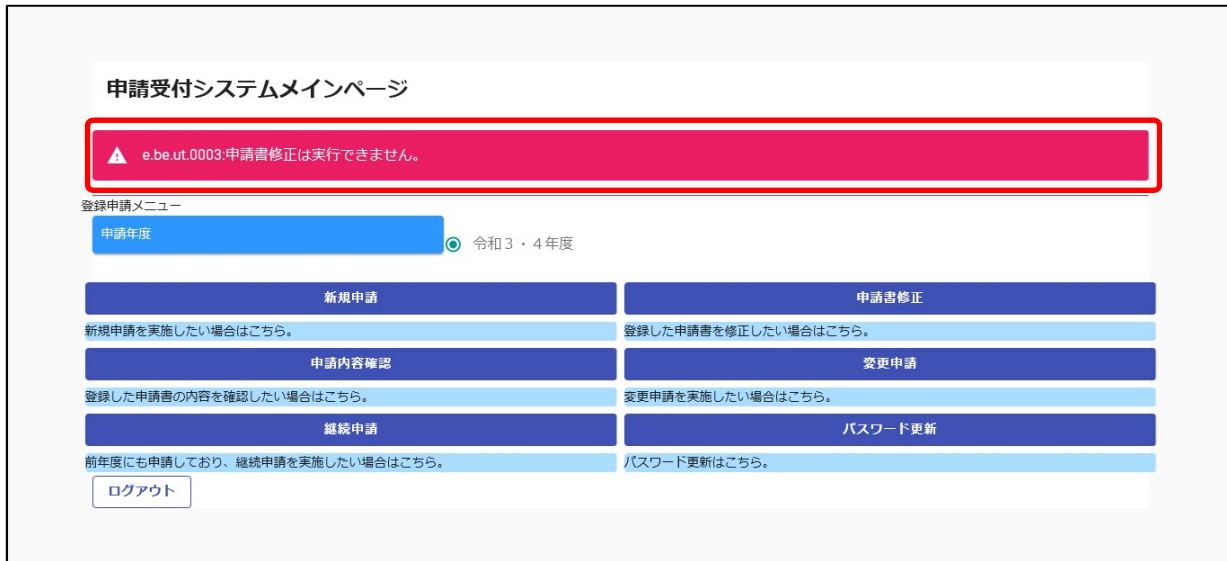 申請受付システムメインページ
e.be.ut.0003:申請書修正は実行できません。
登録申請メニュー
申請年度
令和３・４年度
新規申請
申請書修正
新規申請を実施したい場合はこちら。
登録した申請書を修正したい場合はこちら。
申請内容確認
変更申請
登録した申請書の内容を確認したい場合はこちら。
変更申請を実施したい場合はこちら。
継続申請
パスワード更新
前年度にも申請しており、継続申請を実施したい場合はこちら。
パスワード更新はこちら。
ログアウト